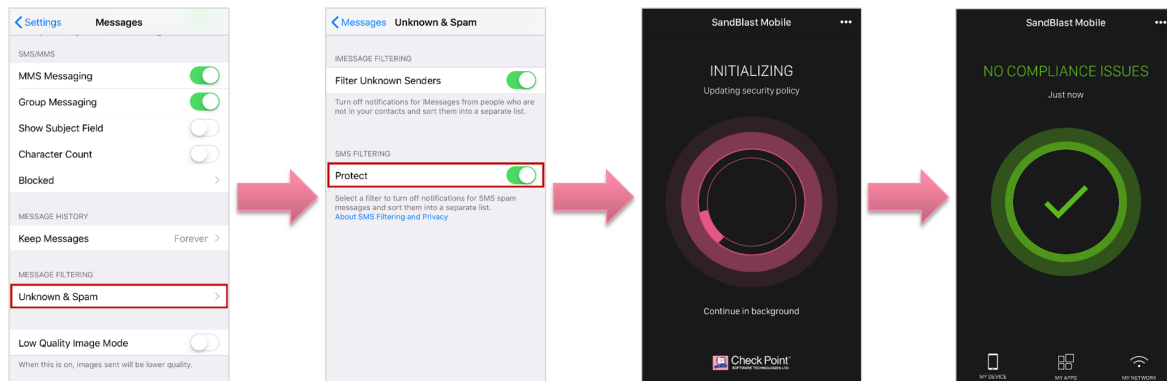 Settings
Messages
SMS/MMS
MMS Messaging
Group Messaging
Show Subject Field
Character Count
Blocked
MESSAGE HISTORY
Keep Messages Forever
MESSAGE FILTERING
Unknown & Spam
Low Quality Image Mode
When this is on, images sent will be lower quality.
Messages
Unknown & Spam
IMESSAGE FILTERING
Filter Unknown Senders
Turn off notifications for iMessages from people who are
not in your contacts and sort them into a separate list.
SMS FILTERING
Protect
Select a filter to turn off notifications for SMS spam
messages and sort them into a separate list.
About SMS Filtering and Privacy
SandBlast Mobile
INITIALIZING
Updating security policy
Continue in background
Check Point
SOFTWARE TECHNOLOGIES LTD.
SandBlast Mobile
NO COMPLIANCE ISSUES
Just now
MY DEVICE
MY APPS
MY NETWORK